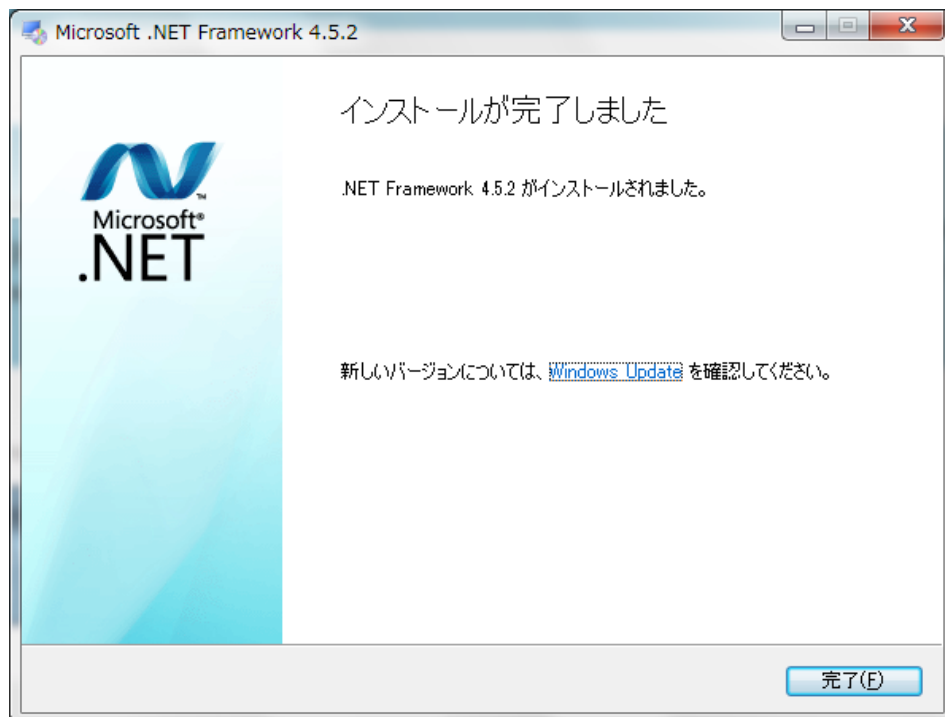 Microsoft .NET Framework 4.5.2
インストールが完了しました
.NET Framework 4.5.2 がインストールされました。
Microsoft®
.NET™
新しいバージョンについては、Windows Update を確認してください。
完了(F)